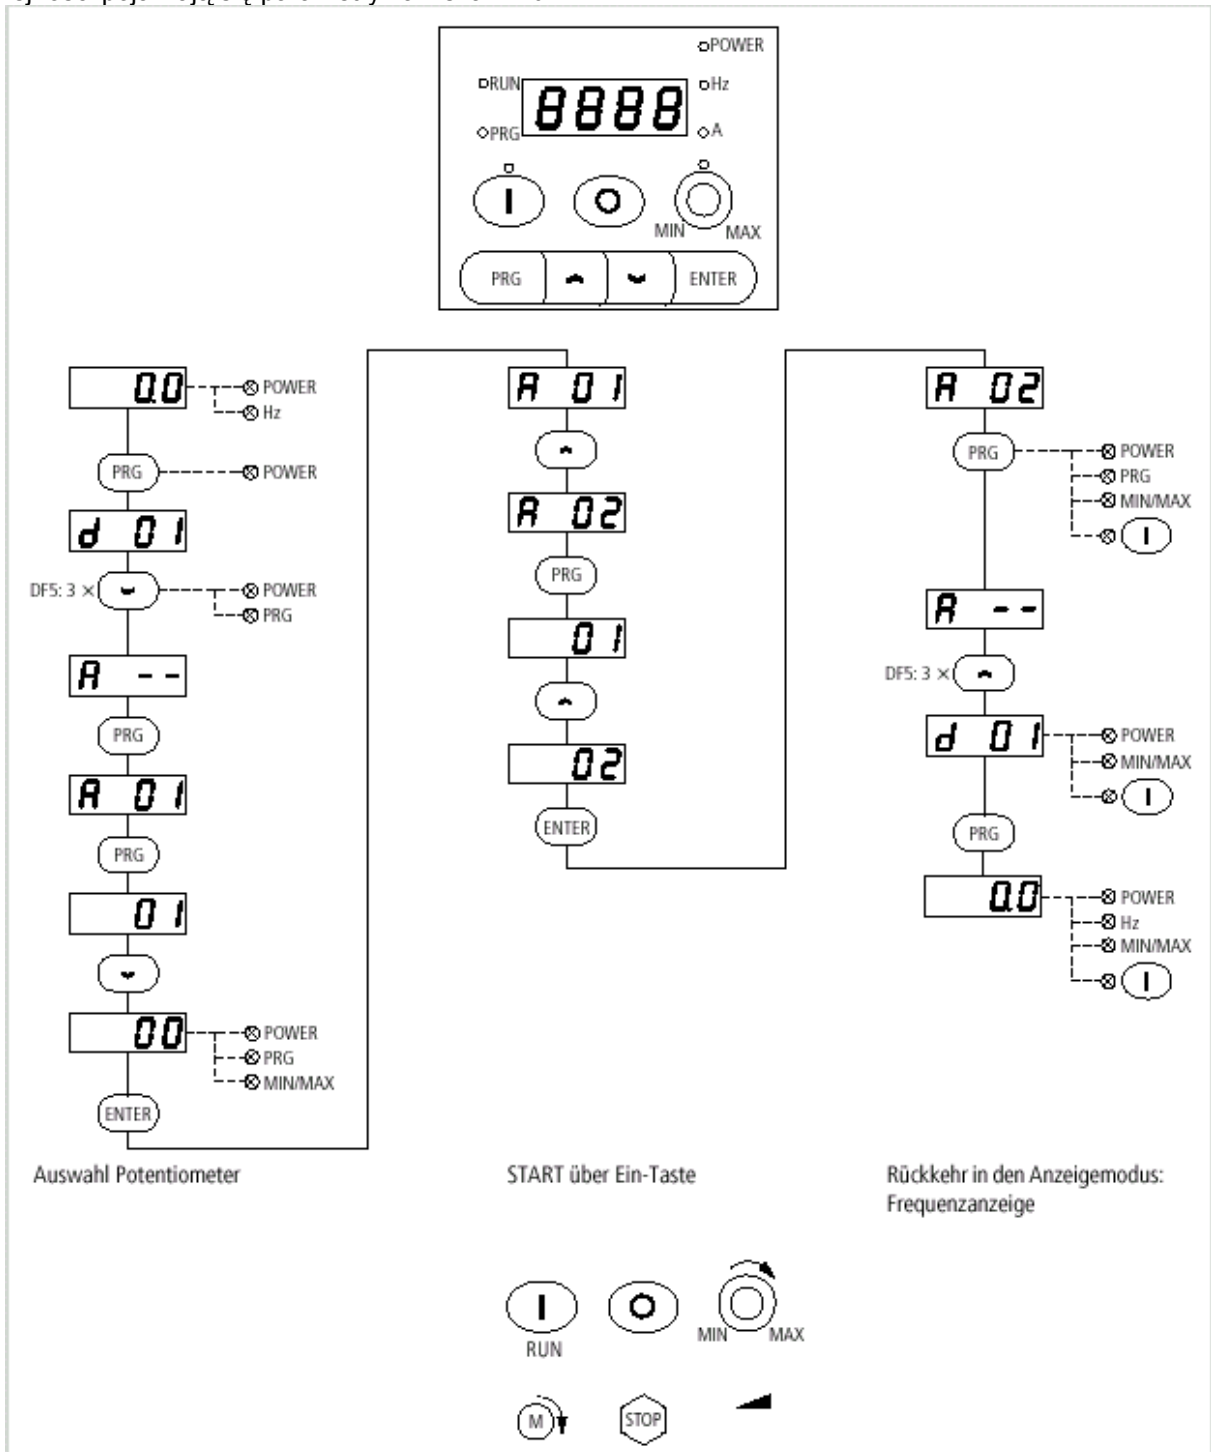 POWER
RUN
8888
Hz
PRG
A
I
O
MIN
MAX
PRG
ENTER
0.0
POWER
Hz
PRG
POWER
d 01
DF5: 3 ×
POWER
PRG
A --
PRG
A 01
PRG
01
00
POWER
PRG
MIN/MAX
ENTER
Auswahl Potentiometer
A 01
A 02
PRG
01
02
ENTER
START über Ein-Taste
A 02
PRG
POWER
PRG
MIN/MAX
I
A --
DF5: 3 ×
d 01
POWER
MIN/MAX
I
PRG
0.0
POWER
Hz
MIN/MAX
I
Rückkehr in den Anzeigemodus:
Frequenzanzeige
I
O
MIN
MAX
RUN
M
STOP